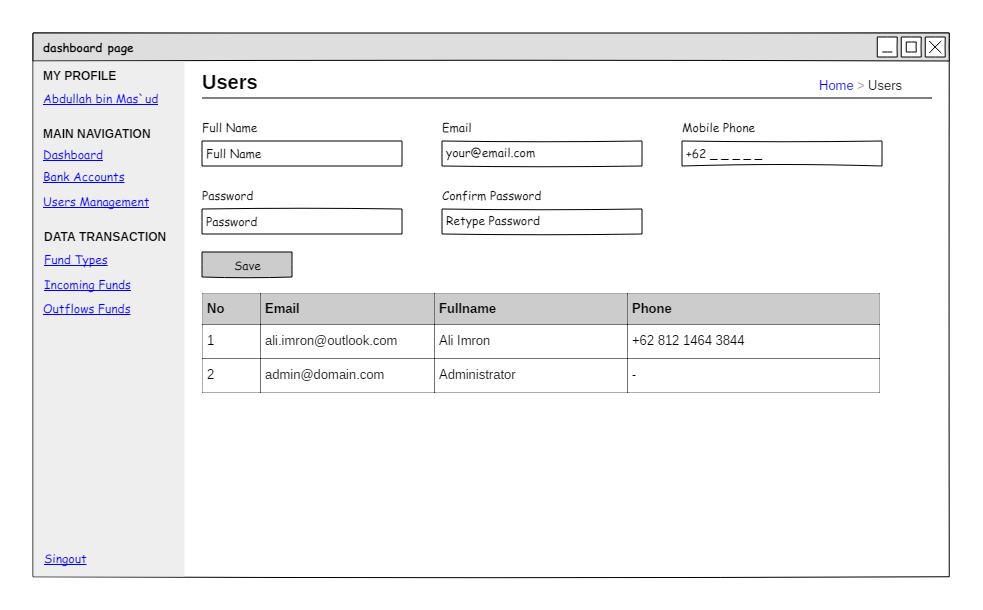 dashboard page
MY PROFILE
Abdullah bin Mas`ud
MAIN NAVIGATION
Dashboard
Bank Accounts
Users Management
DATA TRANSACTION
Fund Types
Incoming Funds
Outflows Funds
Singout
Users
Home > Users
Full Name Email Mobile Phone
Full Name your@email.com +62 _ _ _ _ _
Password Confirm Password
Password Retype Password
Save
No Email Fullname Phone
1 ali.imron@outlook.com Ali Imron +62 812 1464 3844
2 admin@domain.com Administrator -